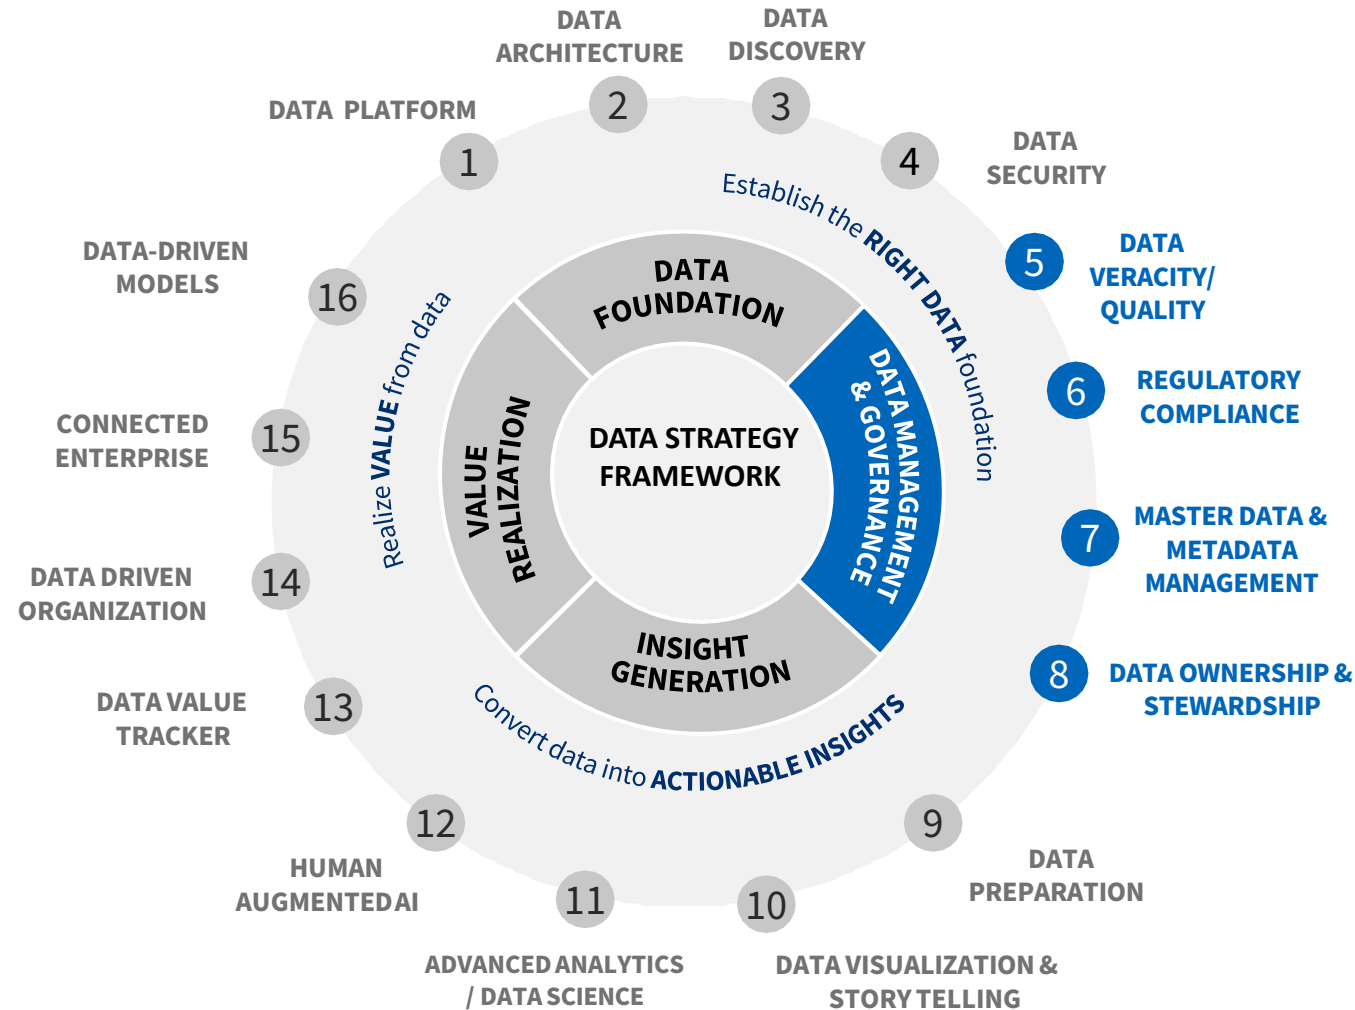 DATA STRATEGY
FRAMEWORK
DATA
FOUNDATION
DATA MANAGEMENT
& GOVERNANCE
INSIGHT
GENERATION
VALUE
REALIZATION
Establish the RIGHT DATA foundation
Convert data into ACTIONABLE INSIGHTS
Realize VALUE from data
1
DATA PLATFORM
2
DATA
ARCHITECTURE
3
DATA
DISCOVERY
4
DATA
SECURITY
5
DATA
VERACITY/
QUALITY
6
REGULATORY
COMPLIANCE
7
MASTER DATA &
METADATA
MANAGEMENT
8
DATA OWNERSHIP &
STEWARDSHIP
9
DATA
PREPARATION
10
DATA VISUALIZATION &
STORY TELLING
11
ADVANCED ANALYTICS
/ DATA SCIENCE
12
HUMAN
AUGMENTED AI
13
DATA VALUE
TRACKER
14
DATA DRIVEN
ORGANIZATION
15
CONNECTED
ENTERPRISE
16
DATA-DRIVEN
MODELS